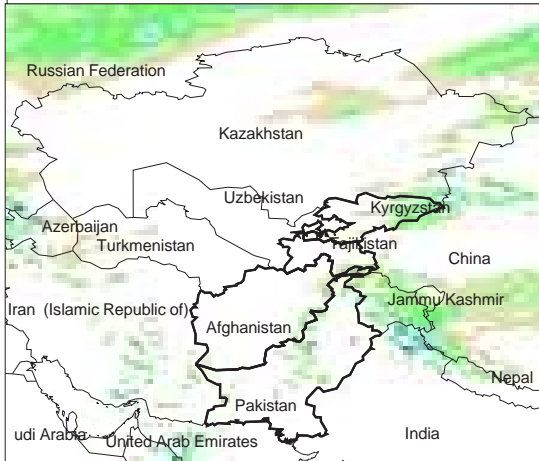 Russian Federation
Kazakhstan
Uzbekistan
Kyrgyzstan
Azerbaijan
Turkmenistan
Tajikistan
China
Iran (Islamic Republic of)
Jammu Kashmir
Afghanistan
Nepal
Pakistan
udi Arabia
United Arab Emirates
India